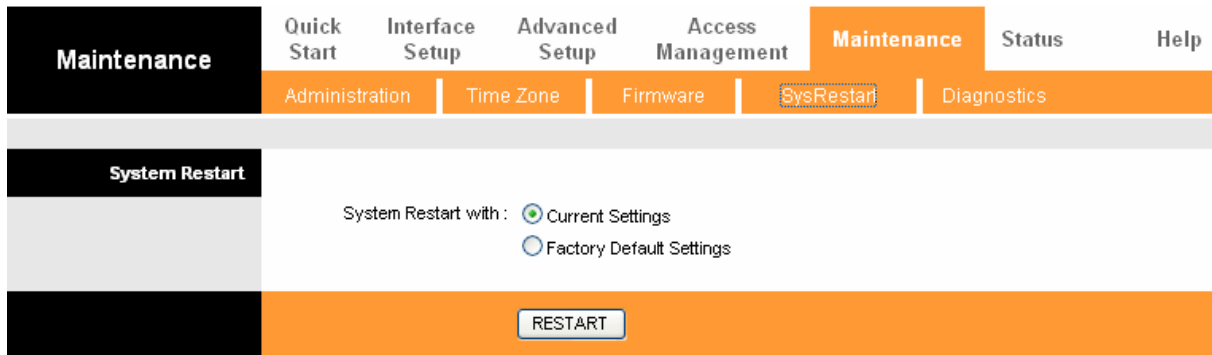 Maintenance
Quick Start
Interface Setup
Advanced Setup
Access Management
Maintenance
Status
Help
Administration
Time Zone
Firmware
SysRestart
Diagnostics
System Restart
System Restart with :
Current Settings
Factory Default Settings
RESTART